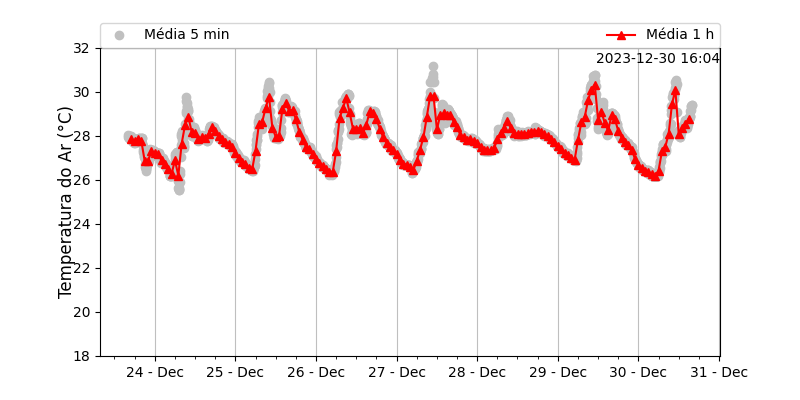 Média 5 min
Média 1 h
2023-12-30 16:04
Temperatura do Ar (°C)
32
30
28
26
24
22
20
18
24 - Dec
25 - Dec
26 - Dec
27 - Dec
28 - Dec
29 - Dec
30 - Dec
31 - Dec